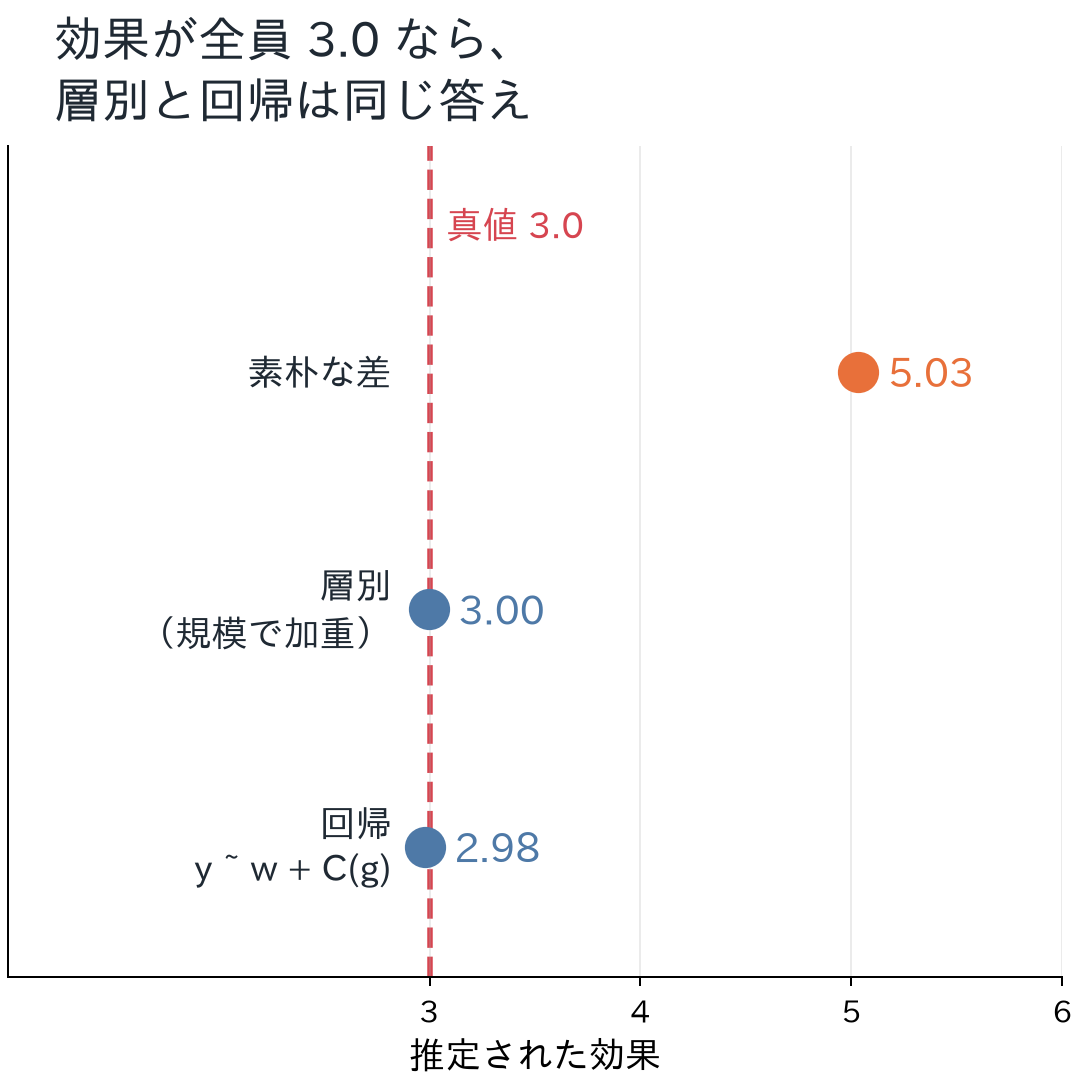 効果が全員 3.0 なら、
層別と回帰は同じ答え
真値 3.0
素朴な差
5.03
層別
（規模で加重）
3.00
回帰
y ~ w + C(g)
2.98
3
4
5
6
推定された効果